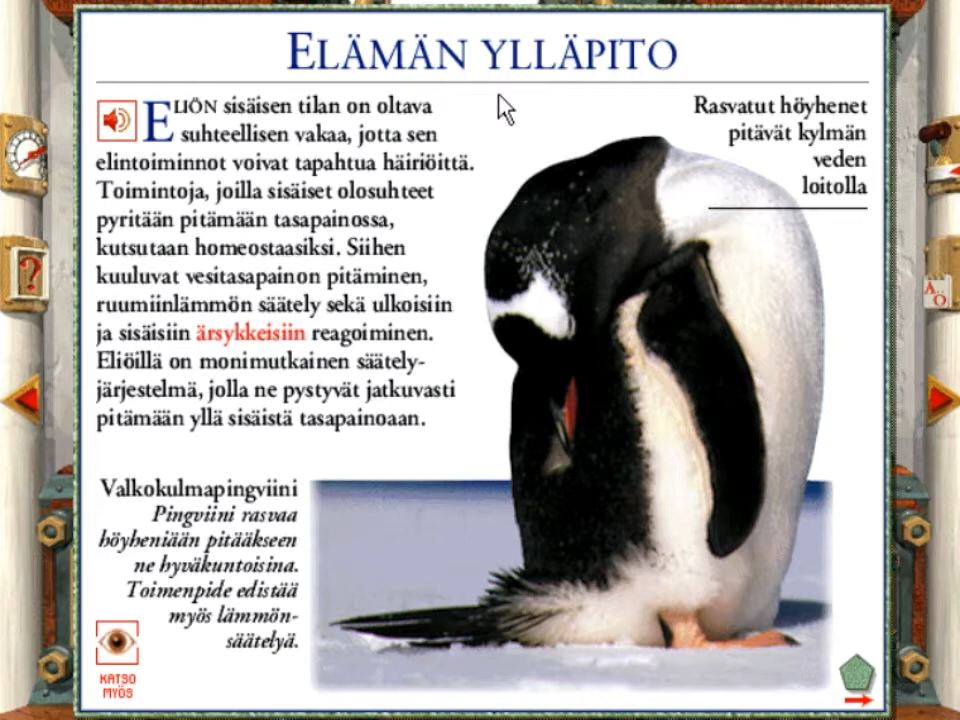 ELÄMÄN YLLÄPITO
ELIÖN sisäisen tilan on oltava
suhteellisen vakaa, jotta sen
elintoiminnot voivat tapahtua häiriöittä.
Toimintoja, joilla sisäiset olosuhteet
pyritään pitämään tasapainossa,
kutsutaan homeostaasiksi. Siihen
kuuluvat vesitasapainon pitäminen,
ruumiinlämmön säätely sekä ulkoisiin
ja sisäisiin ärsykkeisiin reagoiminen.
Eliöillä on monimutkainen säätely-
järjestelmä, jolla ne pystyvät jatkuvasti
pitämään yllä sisäistä tasapainoaan.
Rasvatut höyhenet
pitävät kylmän
veden
loitolla
Valkokulmapingviini
Pingviini rasvaa
höyheniään pitääkseen
ne hyväkuntoisina.
Toimenpide edistää
myös lämmön-
säätelyä.
KATSO
MYÖS
?
A..
Ö